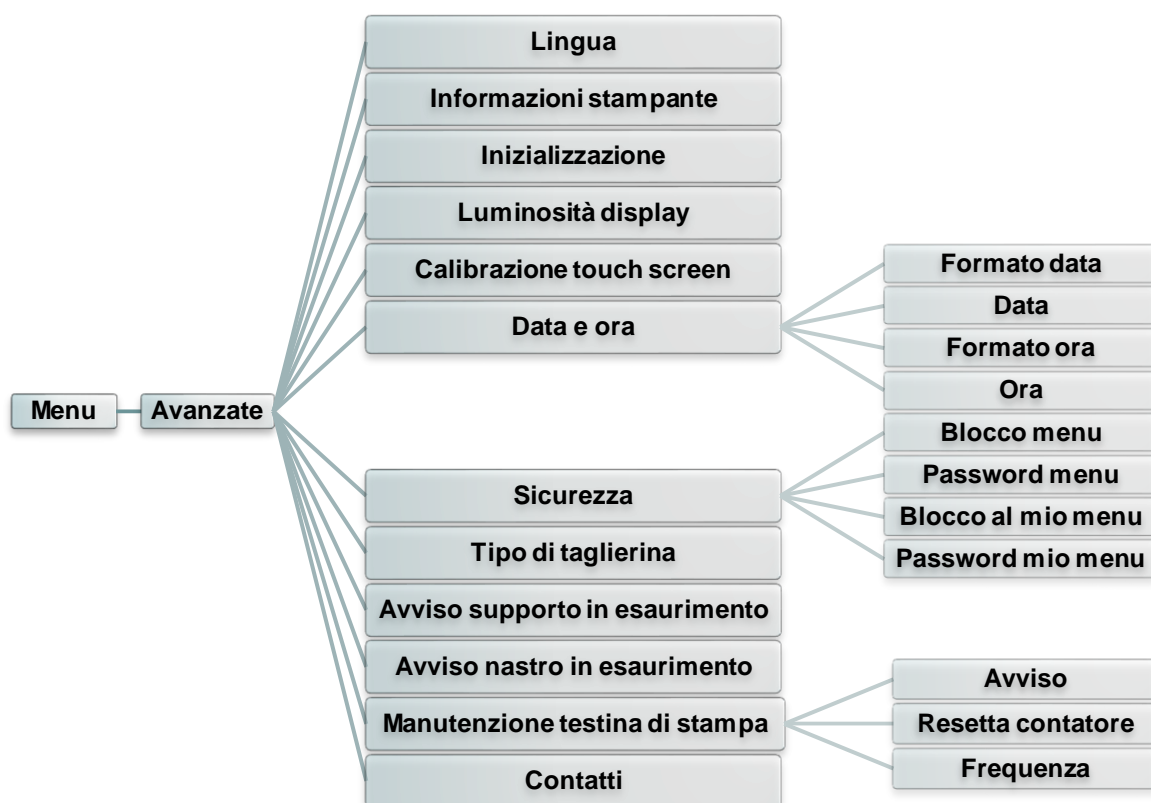 Menu
Avanzate
Lingua
Informazioni stampante
Inizializzazione
Luminosità display
Calibrazione touch screen
Data e ora
Formato data
Data
Formato ora
Ora
Sicurezza
Blocco menu
Password menu
Blocco al mio menu
Password mio menu
Tipo di taglierina
Avviso supporto in esaurimento
Avviso nastro in esaurimento
Manutenzione testina di stampa
Avviso
Resetta contatore
Frequenza
Contatti